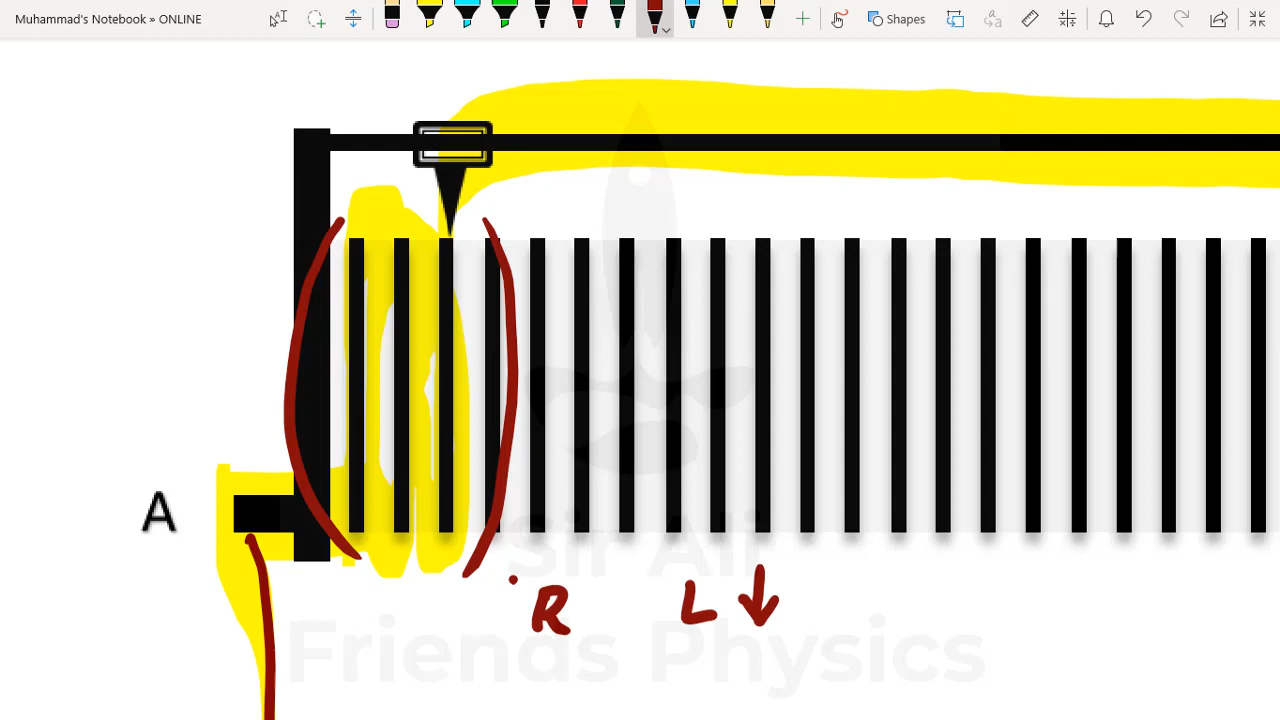 Muhammad's Notebook » ONLINE
Shapes
A
Sir Ali
R L ↓
Friends Physics